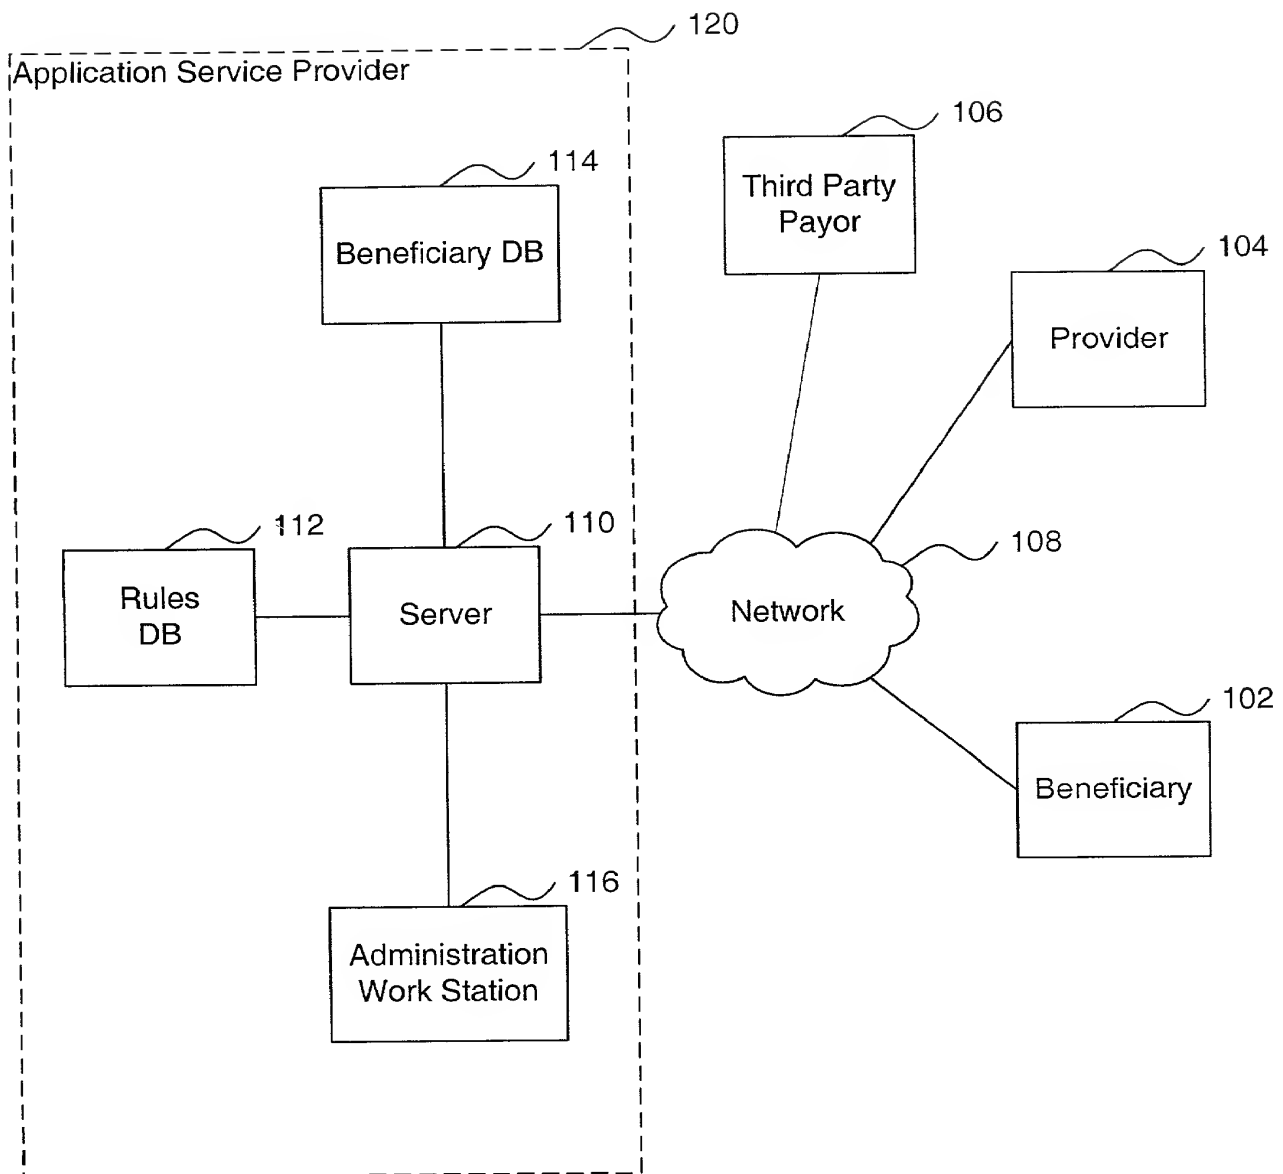 120
Application Service Provider
106
114
Third Party
Payor
104
Beneficiary DB
Provider
112
110
108
Rules
DB
Server
Network
102
Beneficiary
116
Administration
Work Station